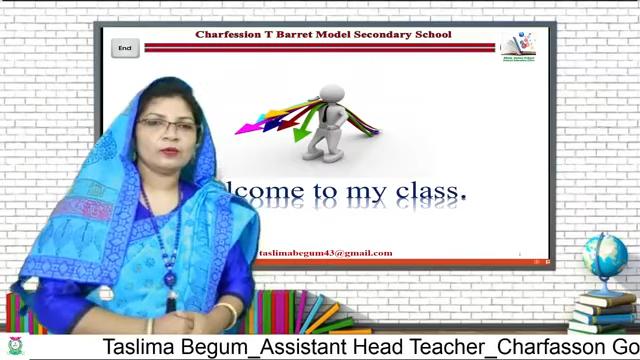 Charfession T Barret Model Secondary School
End
lcome to my class.
taslimabegum43@gmail.com
Taslima Begum_Assistant Head Teacher_Charfasson Go